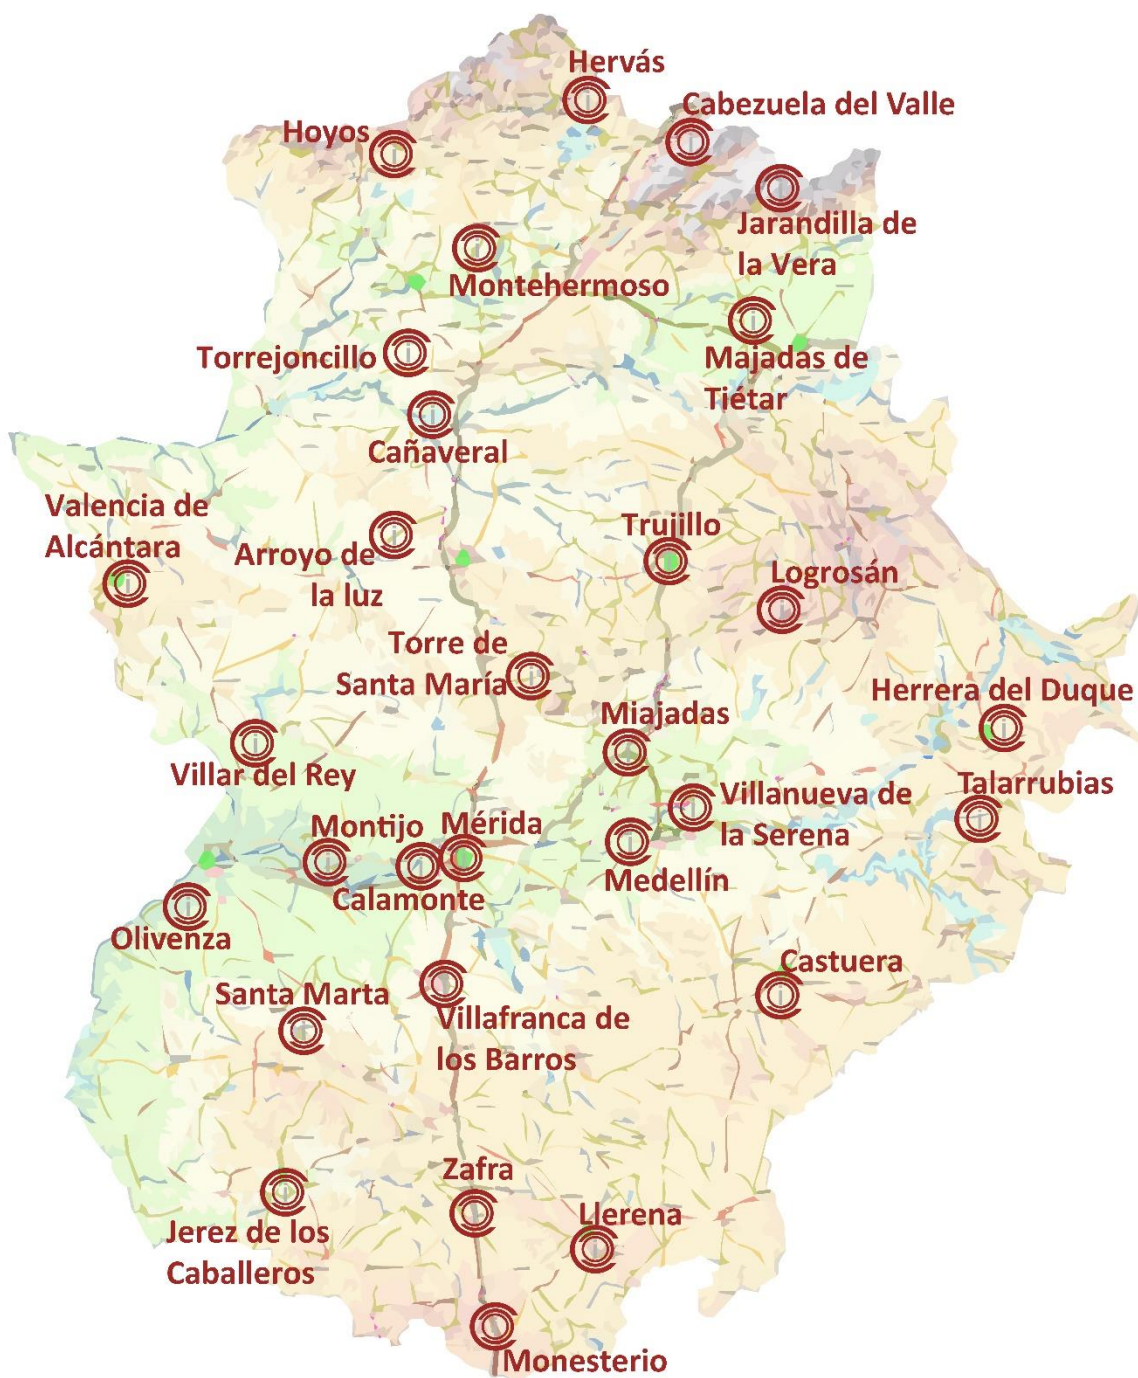 Hervás
Cabezuela del Valle
Hoyos
Jarandilla de
la Vera
Montehermoso
Torrejoncillo
Majadas de
Tiétar
Cañaveral
Valencia de
Alcántara
Arroyo de
la luz
Trujillo
Logrosán
Torre de
Santa María
Herrera del Duque
Miajadas
Villar del Rey
Talarrubias
Villanueva de
la Serena
Montijo
Mérida
Medellín
Calamonte
Olivenza
Castuera
Santa Marta
Villafranca de
los Barros
Zafra
Llerena
Jerez de los
Caballeros
Monesterio